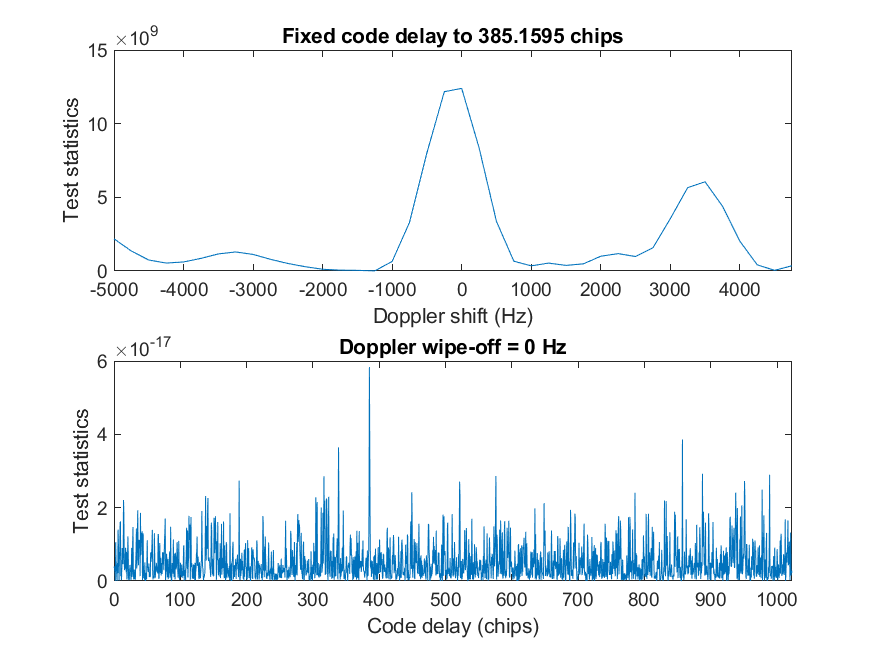 ×10^9
Fixed code delay to 385.1595 chips
15
10
5
0
Test statistics
-5000 -4000 -3000 -2000 -1000 0 1000 2000 3000 4000
Doppler shift (Hz)
×10^-17
Doppler wipe-off = 0 Hz
6
4
2
0
Test statistics
0 100 200 300 400 500 600 700 800 900 1000
Code delay (chips)